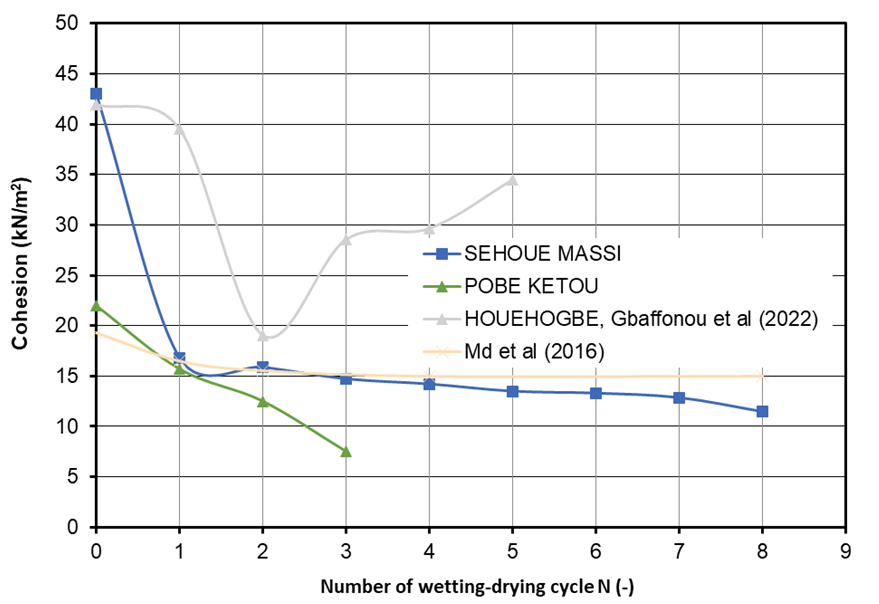 50
45
40
35
30
25
20
15
10
5
0
Cohesion (kN/m²)
SEHOUE MASSI
POBE KETOU
HOUEHOGBE, Gbaffonou et al (2022)
Md et al (2016)
0 1 2 3 4 5 6 7 8 9
Number of wetting-drying cycle N (-)